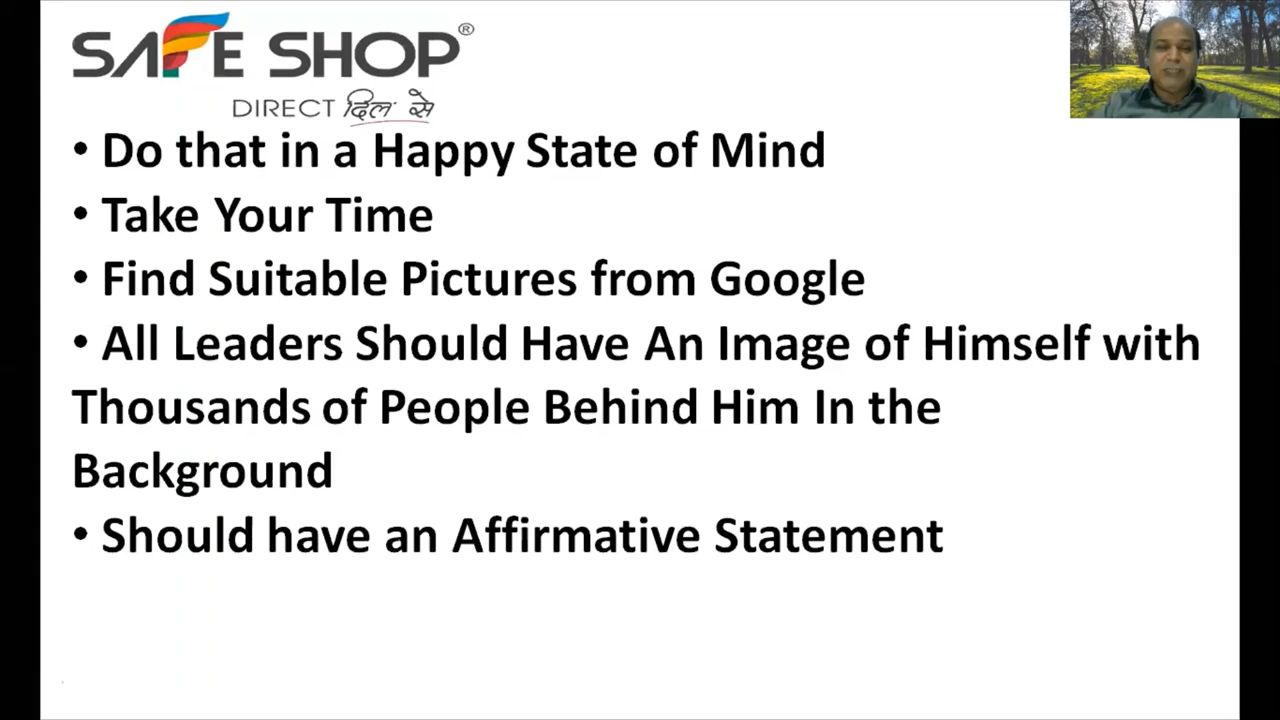 SAFE SHOP®
DIRECT दिल से
• Do that in a Happy State of Mind
• Take Your Time
• Find Suitable Pictures from Google
• All Leaders Should Have An Image of Himself with
Thousands of People Behind Him In the
Background
• Should have an Affirmative Statement